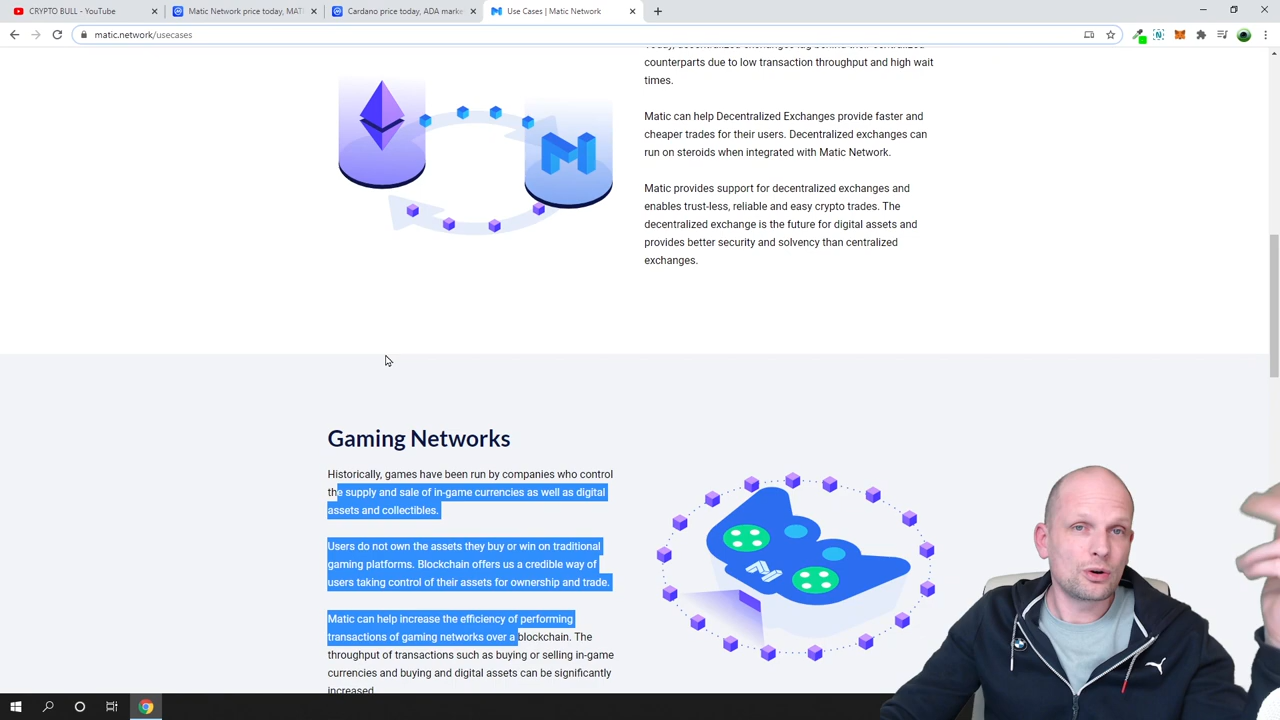 CRYPTO BULL - YouTube
Matic Network price today, MAT
Cardano price today, ADA marke
Use Cases | Matic Network
matic.network/usecases
counterparts due to low transaction throughput and high wait
times.
Matic can help Decentralized Exchanges provide faster and
cheaper trades for their users. Decentralized exchanges can
run on steroids when integrated with Matic Network.
Matic provides support for decentralized exchanges and
enables trust-less, reliable and easy crypto trades. The
decentralized exchange is the future for digital assets and
provides better security and solvency than centralized
exchanges.
Gaming Networks
Historically, games have been run by companies who control
the supply and sale of in-game currencies as well as digital
assets and collectibles.
Users do not own the assets they buy or win on traditional
gaming platforms. Blockchain offers us a credible way of
users taking control of their assets for ownership and trade.
Matic can help increase the efficiency of performing
transactions of gaming networks over a blockchain. The
throughput of transactions such as buying or selling in-game
currencies and buying and digital assets can be significantly
increased